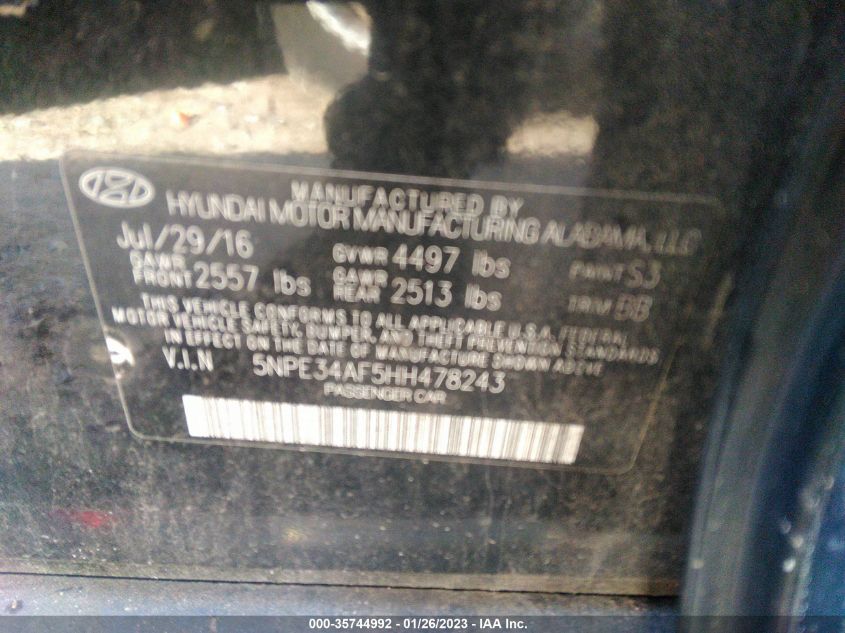 MANUFACTURED BY
HYUNDAI MOTOR MANUFACTURING ALABAMA, LLC
Jul/29/16 GVWR 4497 lbs PAINT S3
GAWR FRONT 2557 lbs GAWR REAR 2513 lbs TRIM BB
THIS VEHICLE CONFORMS TO ALL APPLICABLE U.S.A. FEDERAL
MOTOR VEHICLE SAFETY, BUMPER, AND THEFT PREVENTION STANDARDS
IN EFFECT ON THE DATE OF MANUFACTURE SHOWN ABOVE
V.I.N 5NPE34AF5HH478243
PASSENGER CAR
000-35744992 - 01/26/2023 - IAA Inc.